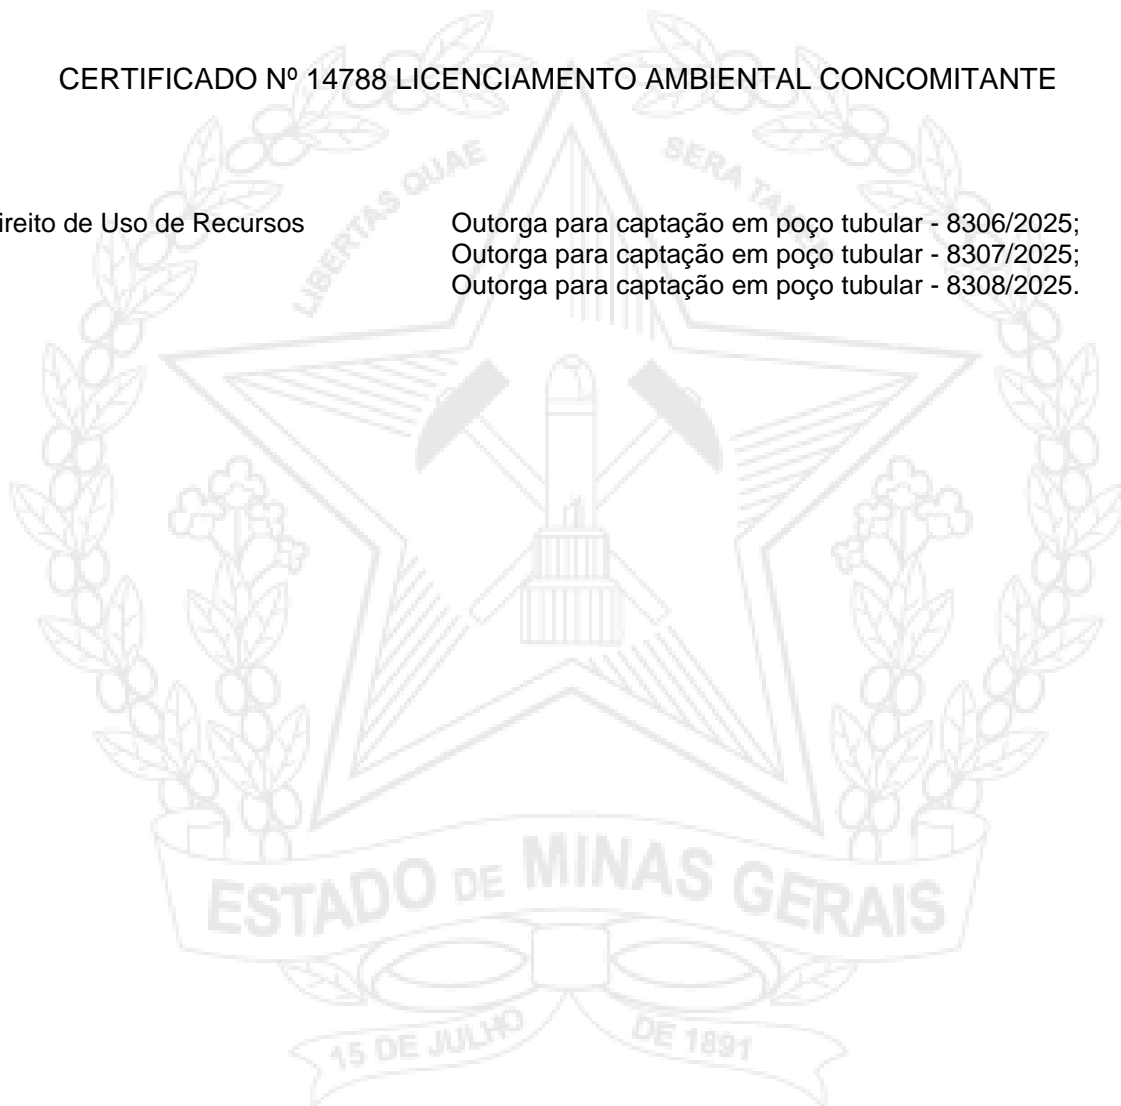 CERTIFICADO Nº 14788 LICENCIAMENTO AMBIENTAL CONCOMITANTE
LIBERTAS QUAE SERA TAMEN
ireito de Uso de Recursos Outorga para captação em poço tubular - 8306/2025;
Outorga para captação em poço tubular - 8307/2025;
Outorga para captação em poço tubular - 8308/2025.
ESTADO DE MINAS GERAIS
15 DE JULHO DE 1891